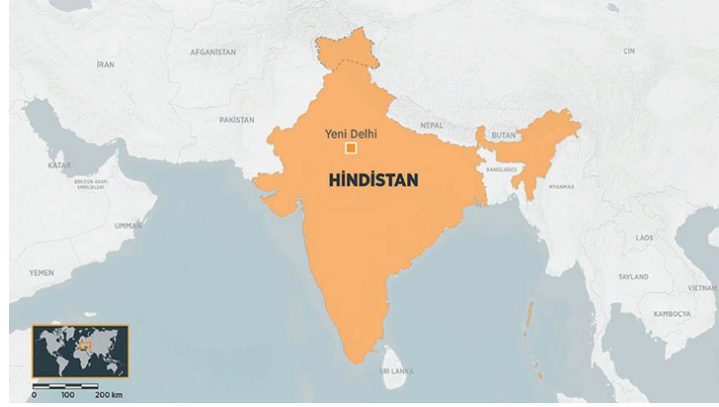 İRAN
AFGANİSTAN
ÇİN
PAKİSTAN
Yeni Delhi
NEPAL
BUTAN
HİNDİSTAN
KATAR
BİRLEŞİK ARAP
EMİRLİKLERİ
BANGLADEŞ
MYANMAR
UMMAN
LAOS
YEMEN
TAYLAND
VİETNAM
KAMBOÇYA
SRI LANKA
0 100 200 km